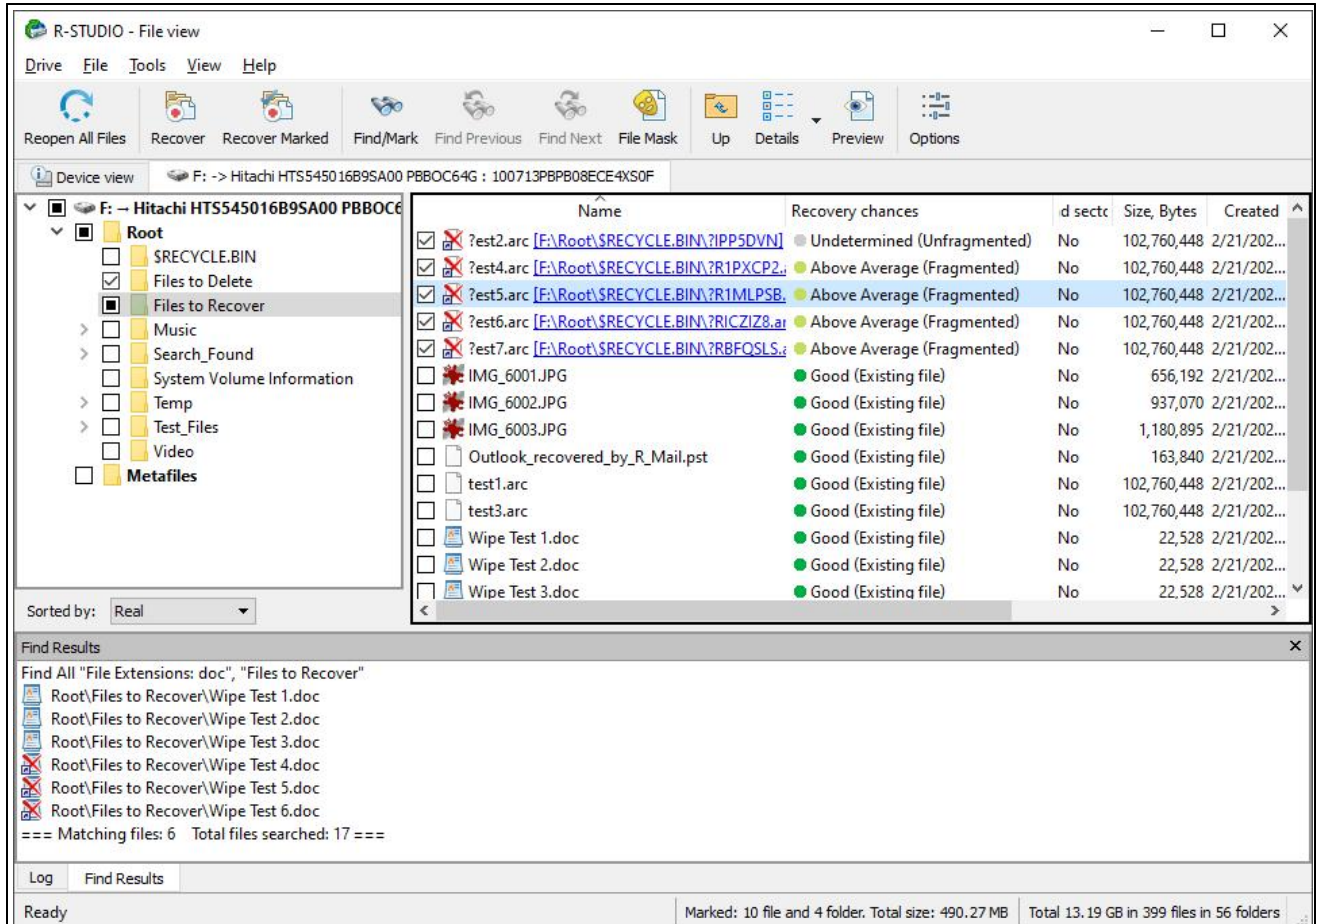 R-STUDIO - File view
Drive File Tools View Help
Reopen All Files Recover Recover Marked Find/Mark Find Previous Find Next File Mask Up Details Preview Options
Device view F: -> Hitachi HTS545016B9SA00 PBBOC64G : 100713PBPB08ECE4XS0F
F: → Hitachi HTS545016B9SA00 PBBOC6
Root
$RECYCLE.BIN
Files to Delete
Files to Recover
Music
Search_Found
System Volume Information
Temp
Test_Files
Video
Metafiles
Sorted by: Real
Name Recovery chances d secto Size, Bytes Created
?est2.arc [F:\Root\$RECYCLE.BIN\?IPP5DVN] Undetermined (Unfragmented) No 102,760,448 2/21/202...
?est4.arc [F:\Root\$RECYCLE.BIN\?R1PXCP2.a Above Average (Fragmented) No 102,760,448 2/21/202...
?est5.arc [F:\Root\$RECYCLE.BIN\?R1MLPSB. Above Average (Fragmented) No 102,760,448 2/21/202...
?est6.arc [F:\Root\$RECYCLE.BIN\?RICZIZ8.ar Above Average (Fragmented) No 102,760,448 2/21/202...
?est7.arc [F:\Root\$RECYCLE.BIN\?RBFQSLS.a Above Average (Fragmented) No 102,760,448 2/21/202...
IMG_6001.JPG Good (Existing file) No 656,192 2/21/202...
IMG_6002.JPG Good (Existing file) No 937,070 2/21/202...
IMG_6003.JPG Good (Existing file) No 1,180,895 2/21/202...
Outlook_recovered_by_R_Mail.pst Good (Existing file) No 163,840 2/21/202...
test1.arc Good (Existing file) No 102,760,448 2/21/202...
test3.arc Good (Existing file) No 102,760,448 2/21/202...
Wipe Test 1.doc Good (Existing file) No 22,528 2/21/202...
Wipe Test 2.doc Good (Existing file) No 22,528 2/21/202...
Wipe Test 3.doc Good (Existing file) No 22,528 2/21/202...
Find Results
Find All "File Extensions: doc", "Files to Recover"
Root\Files to Recover\Wipe Test 1.doc
Root\Files to Recover\Wipe Test 2.doc
Root\Files to Recover\Wipe Test 3.doc
Root\Files to Recover\Wipe Test 4.doc
Root\Files to Recover\Wipe Test 5.doc
Root\Files to Recover\Wipe Test 6.doc
=== Matching files: 6 Total files searched: 17 ===
Log Find Results
Ready Marked: 10 file and 4 folder. Total size: 490.27 MB Total 13.19 GB in 399 files in 56 folders